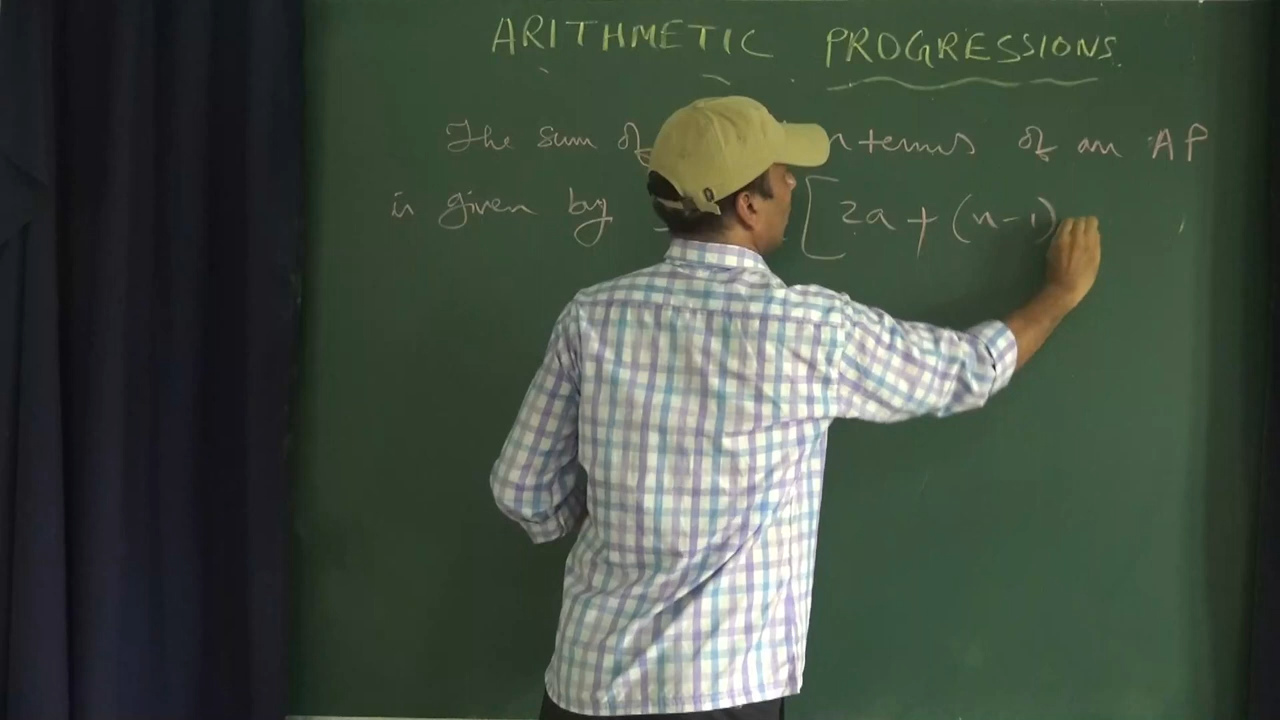 ARITHMETIC PROGRESSIONS
The sum of n terms of an AP
is given by [2a + (n-1)